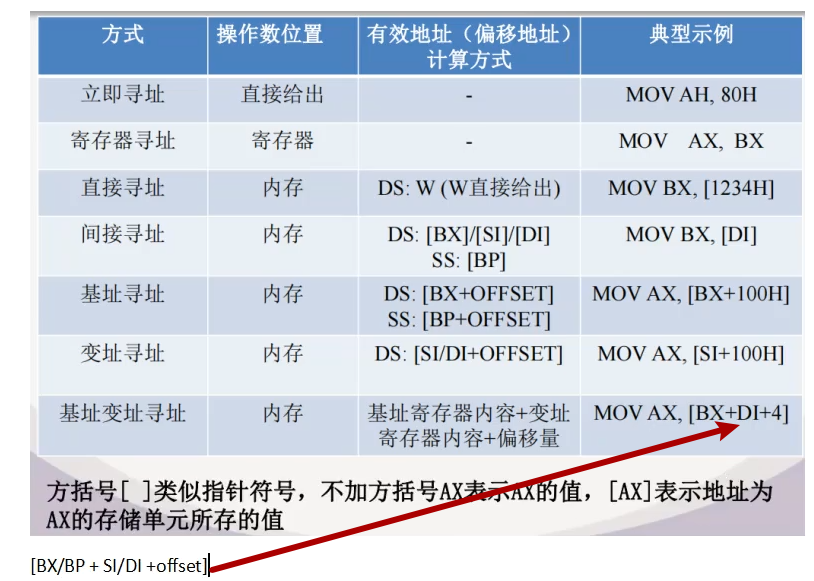 方式 操作数位置 有效地址（偏移地址）计算方式 典型示例
立即寻址 直接给出 - MOV AH, 80H
寄存器寻址 寄存器 - MOV AX, BX
直接寻址 内存 DS: W (W直接给出) MOV BX, [1234H]
间接寻址 内存 DS: [BX]/[SI]/[DI] MOV BX, [DI]
SS: [BP]
基址寻址 内存 DS: [BX+OFFSET] MOV AX, [BX+100H]
SS: [BP+OFFSET]
变址寻址 内存 DS: [SI/DI+OFFSET] MOV AX, [SI+100H]
基址变址寻址 内存 基址寄存器内容+变址 MOV AX, [BX+DI+4]
寄存器内容+偏移量
方括号[ ]类似指针符号，不加方括号AX表示AX的值，[AX]表示地址为
AX的存储单元所存的值
[BX/BP + SI/DI +offset]